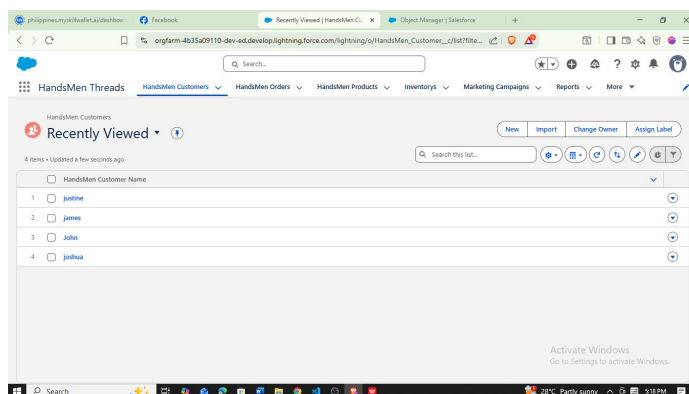 philippines.myskillwallet.ai/dashboar
Facebook
Recently Viewed | HandsMen Cu
Object Manager | Salesforce
orgfarm-4b35a09110-dev-ed.develop.lightning.force.com/lightning/o/HandsMen_Customer__c/list?filte...
Search...
HandsMen Threads
HandsMen Customers
HandsMen Orders
HandsMen Products
Inventorys
Marketing Campaigns
Reports
More
HandsMen Customers
Recently Viewed
New
Import
Change Owner
Assign Label
4 items • Updated a few seconds ago
Search this list...
HandsMen Customer Name
1 justine
2 james
3 John
4 joshua
Activate Windows
Go to Settings to activate Windows.
Search
28°C Partly sunny
5:18 PM